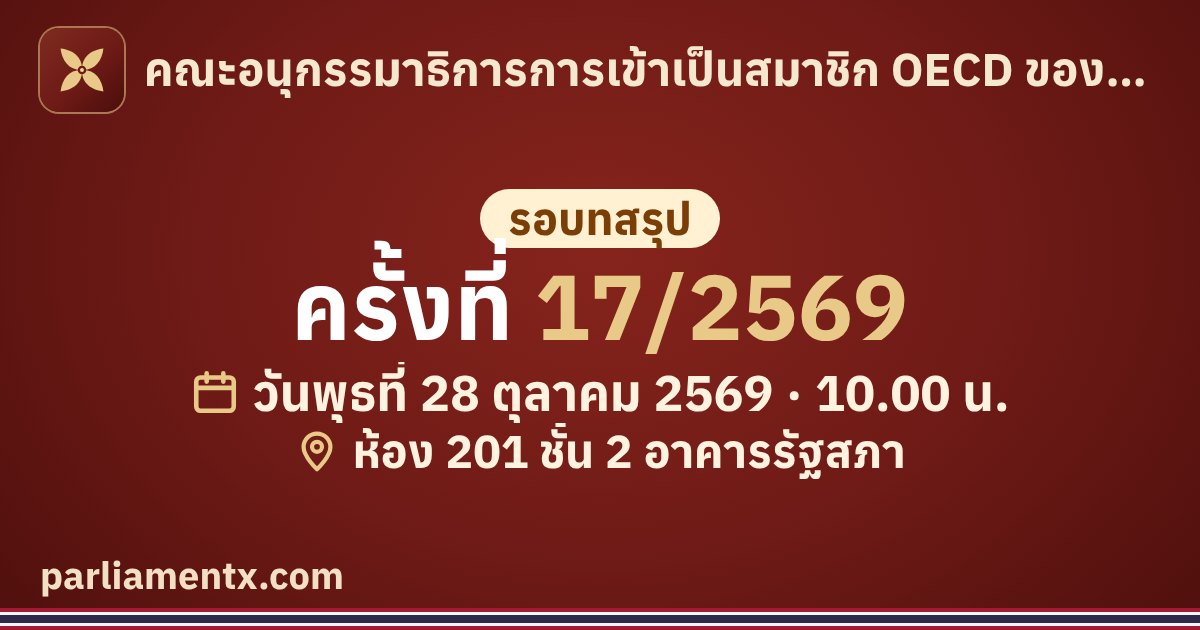 คณะอนุกรรมาธิการการเข้าเป็นสมาชิก OECD ของ...
รอบทสรุป
ครั้งที่ 17/2569
วันพุธที่ 28 ตุลาคม 2569 · 10.00 น.
ห้อง 201 ชั้น 2 อาคารรัฐสภา
parliamentx.com